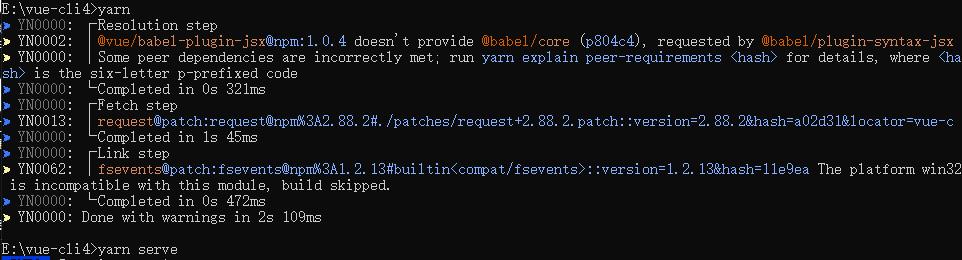 E:\vue-cli4>yarn
➤ YN0000: ┌Resolution step
➤ YN0002: │@vue/babel-plugin-jsx@npm:1.0.4 doesn't provide @babel/core (p804c4), requested by @babel/plugin-syntax-jsx
➤ YN0000: │Some peer dependencies are incorrectly met; run yarn explain peer-requirements <hash> for details, where <ha
sh> is the six-letter p-prefixed code
➤ YN0000: └Completed in 0s 321ms
➤ YN0000: ┌Fetch step
➤ YN0013: │request@patch:request@npm%3A2.88.2#./patches/request+2.88.2.patch::version=2.88.2&hash=a02d31&locator=vue-c
➤ YN0000: └Completed in 1s 45ms
➤ YN0000: ┌Link step
➤ YN0062: │fsevents@patch:fsevents@npm%3A1.2.13#builtin<compat/fsevents>::version=1.2.13&hash=11e9ea The platform win32
 is incompatible with this module, build skipped.
➤ YN0000: └Completed in 0s 472ms
➤ YN0000: Done with warnings in 2s 109ms
E:\vue-cli4>yarn serve